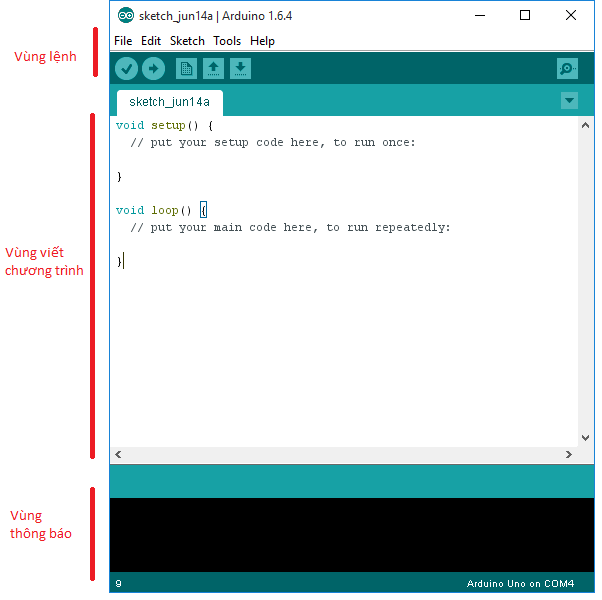 sketch_jun14a | Arduino 1.6.4
File Edit Sketch Tools Help
Vùng lệnh
sketch_jun14a
void setup() {
  // put your setup code here, to run once:
}
void loop() {
  // put your main code here, to run repeatedly:
}
Vùng viết
chương trình
Vùng
thông báo
9
Arduino Uno on COM4